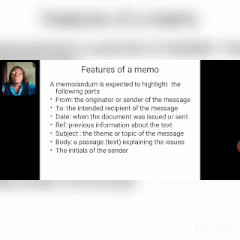 Features of a memo
A memorandum is expected to highlight the
following parts
• From: the originator or sender of the message
• To: the intended recipient of the message
• Date: when the document was issued or sent
• Ref: previous information about the text
• Subject : the theme or topic of the message
• Body: a passage (text) explaining the issues
• The initials of the sender